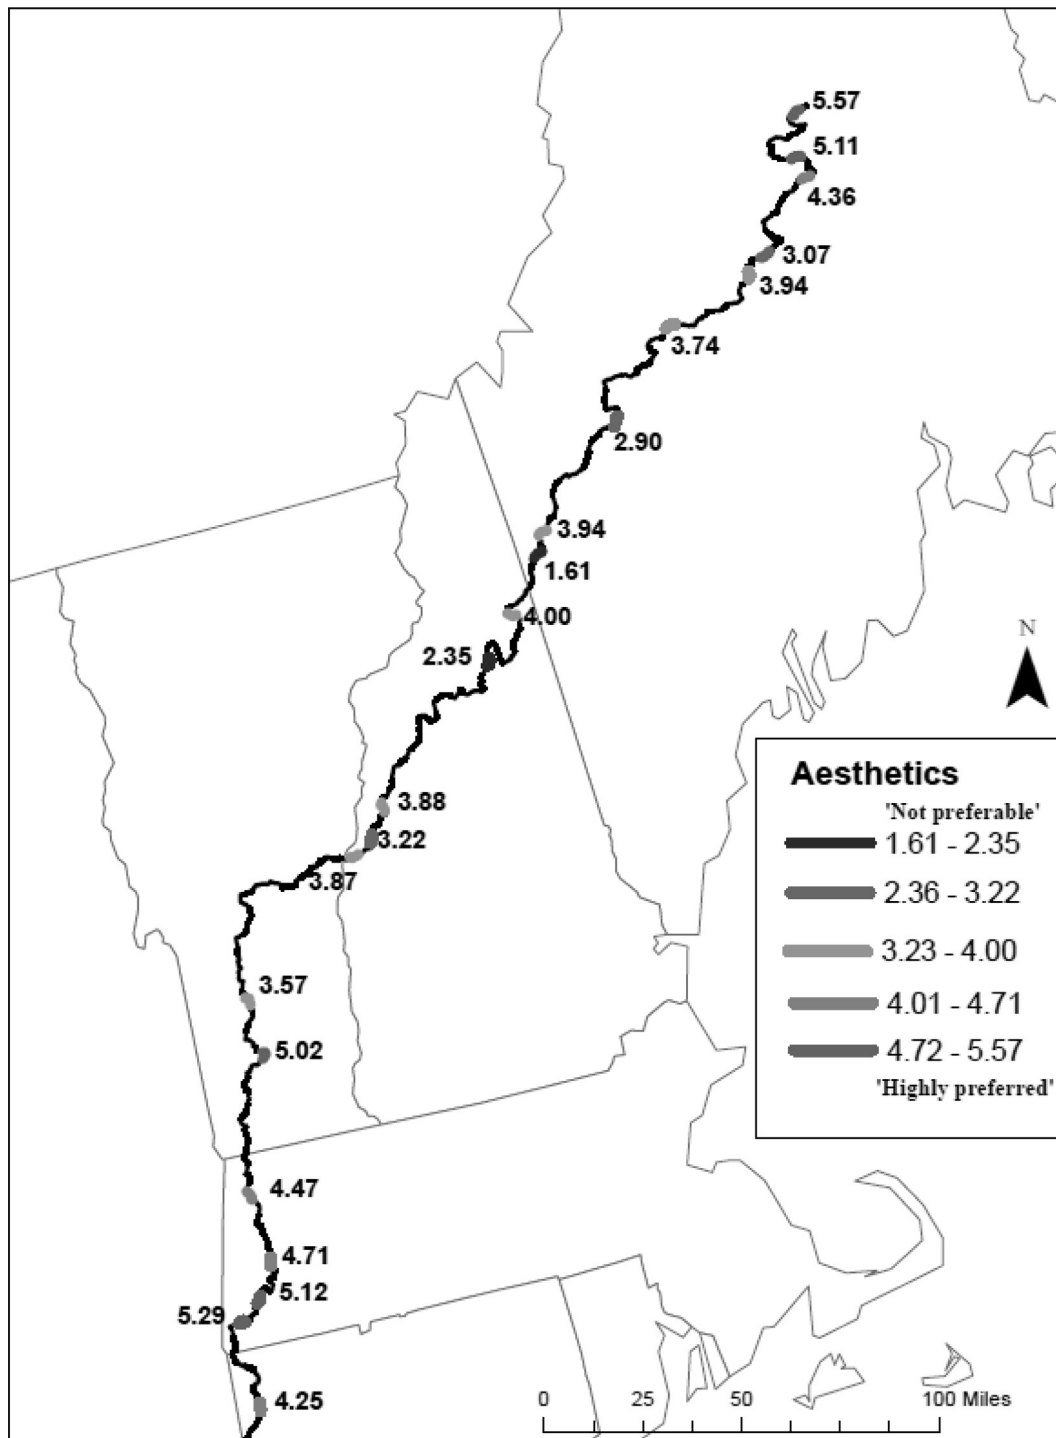 5.57
5.11
4.36
3.07
3.94
3.74
2.90
3.94
1.61
4.00
2.35
3.88
3.22
3.87
3.57
5.02
4.47
4.71
5.12
5.29
4.25
N
Aesthetics
'Not preferable'
1.61 - 2.35
2.36 - 3.22
3.23 - 4.00
4.01 - 4.71
4.72 - 5.57
'Highly preferred'
0 25 50 100 Miles